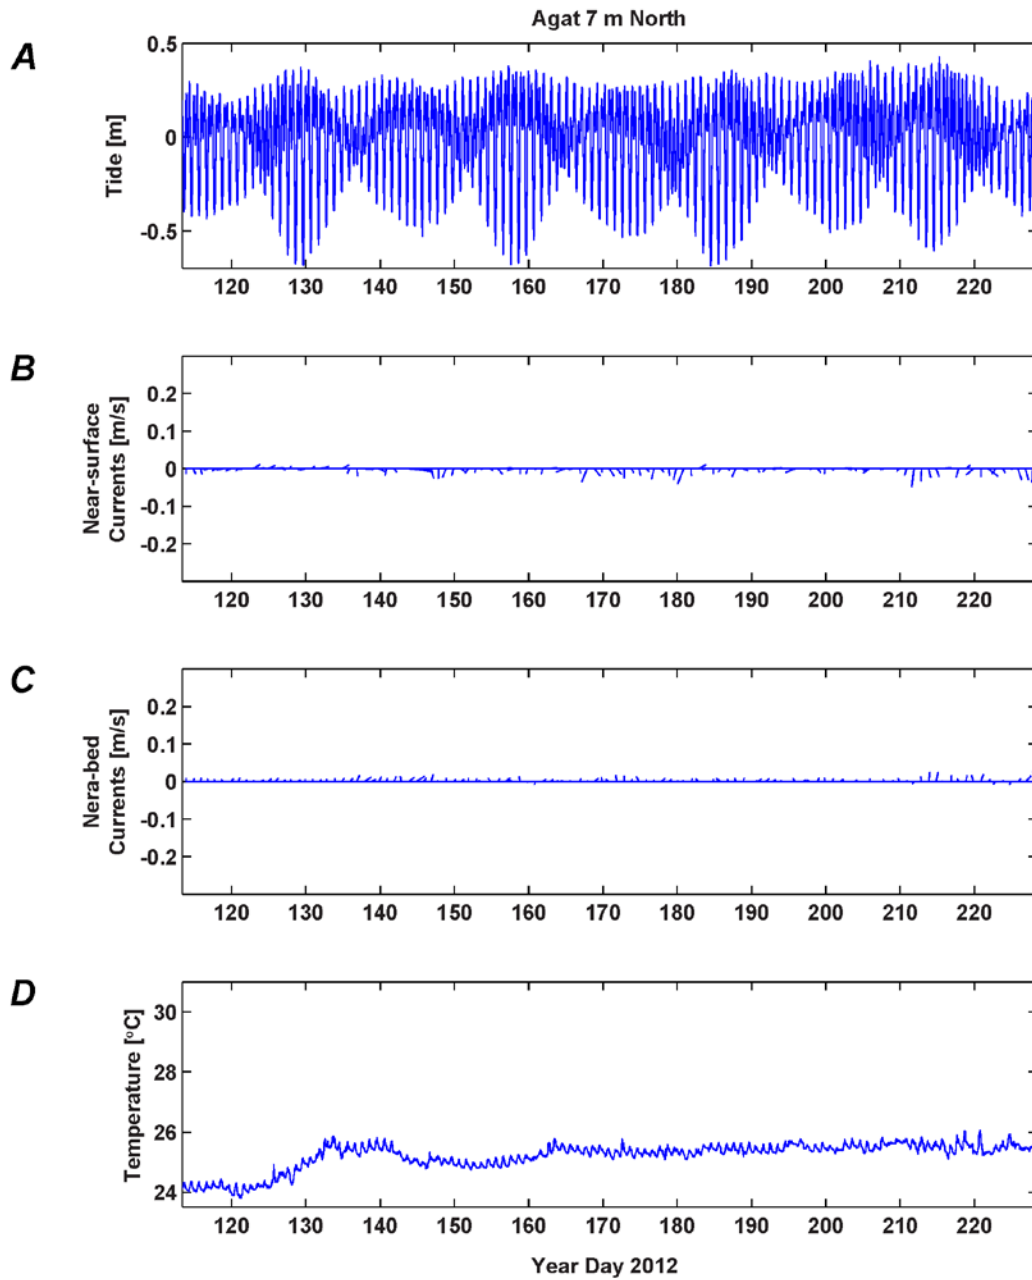 Agat 7 m North
A
0.5
0
-0.5
Tide [m]
120 130 140 150 160 170 180 190 200 210 220
B
0.2
0.1
0
-0.1
-0.2
Near-surface
Currents [m/s]
120 130 140 150 160 170 180 190 200 210 220
C
0.2
0.1
0
-0.1
-0.2
Nera-bed
Currents [m/s]
120 130 140 150 160 170 180 190 200 210 220
D
30
28
26
24
Temperature [°C]
120 130 140 150 160 170 180 190 200 210 220
Year Day 2012